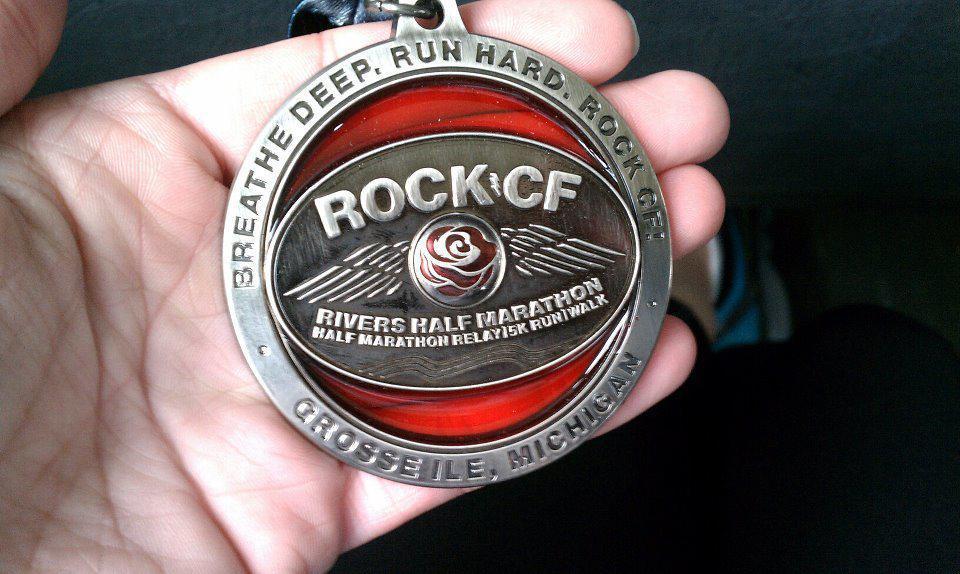 BREATHE DEEP. RUN HARD. ROCK CF!
ROCK CF
RIVERS HALF MARATHON
HALF MARATHON RELAY|5K RUN|WALK
GROSSE ILE, MICHIGAN